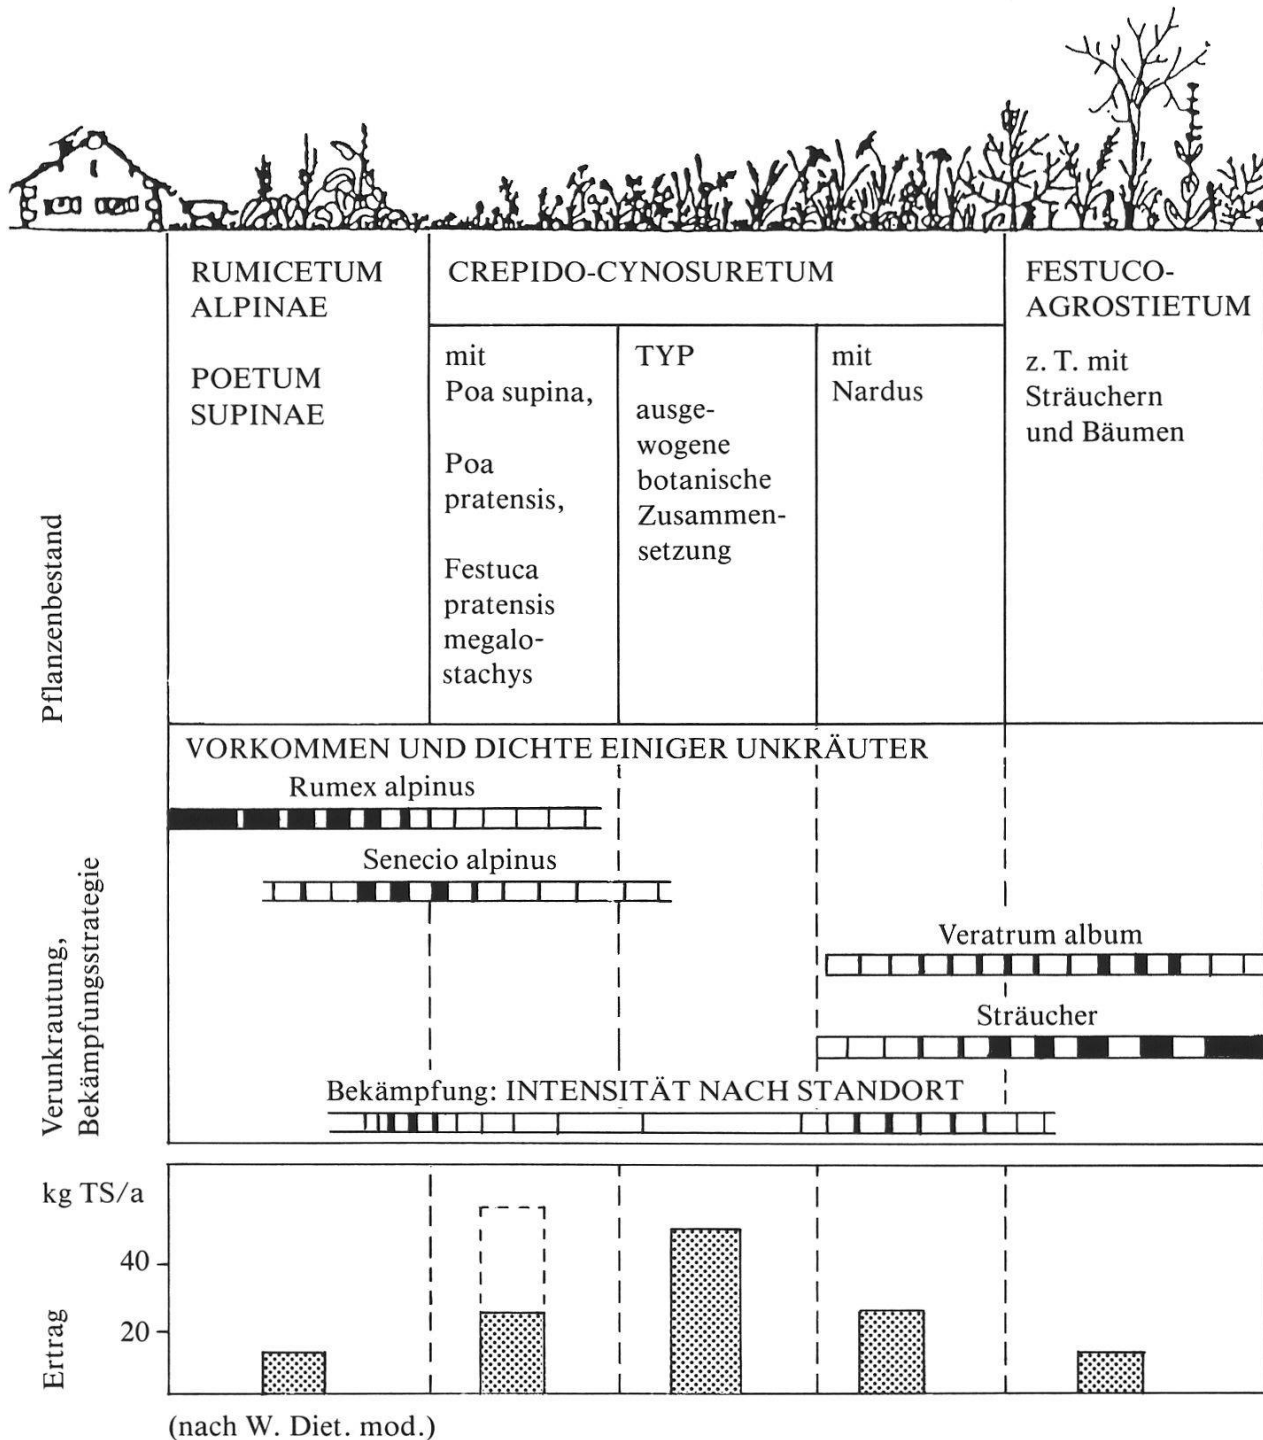 RUMICETUM
ALPINAE
POETUM
SUPINAE
CREPIDO-CYNOSURETUM
mit
Poa supina,
Poa
pratensis,
Festuca
pratensis
megalo-
stachys
TYP
ausge-
wogene
botanische
Zusammen-
setzung
mit
Nardus
FESTUCO-
AGROSTIETUM
z. T. mit
Sträuchern
und Bäumen
Pflanzenbestand
VORKOMMEN UND DICHTE EINIGER UNKRÄUTER
Rumex alpinus
Senecio alpinus
Veratrum album
Sträucher
Bekämpfung: INTENSITÄT NACH STANDORT
Verunkrautung,
Bekämpfungsstrategie
kg TS/a
40
20
Ertrag
(nach W. Diet. mod.)